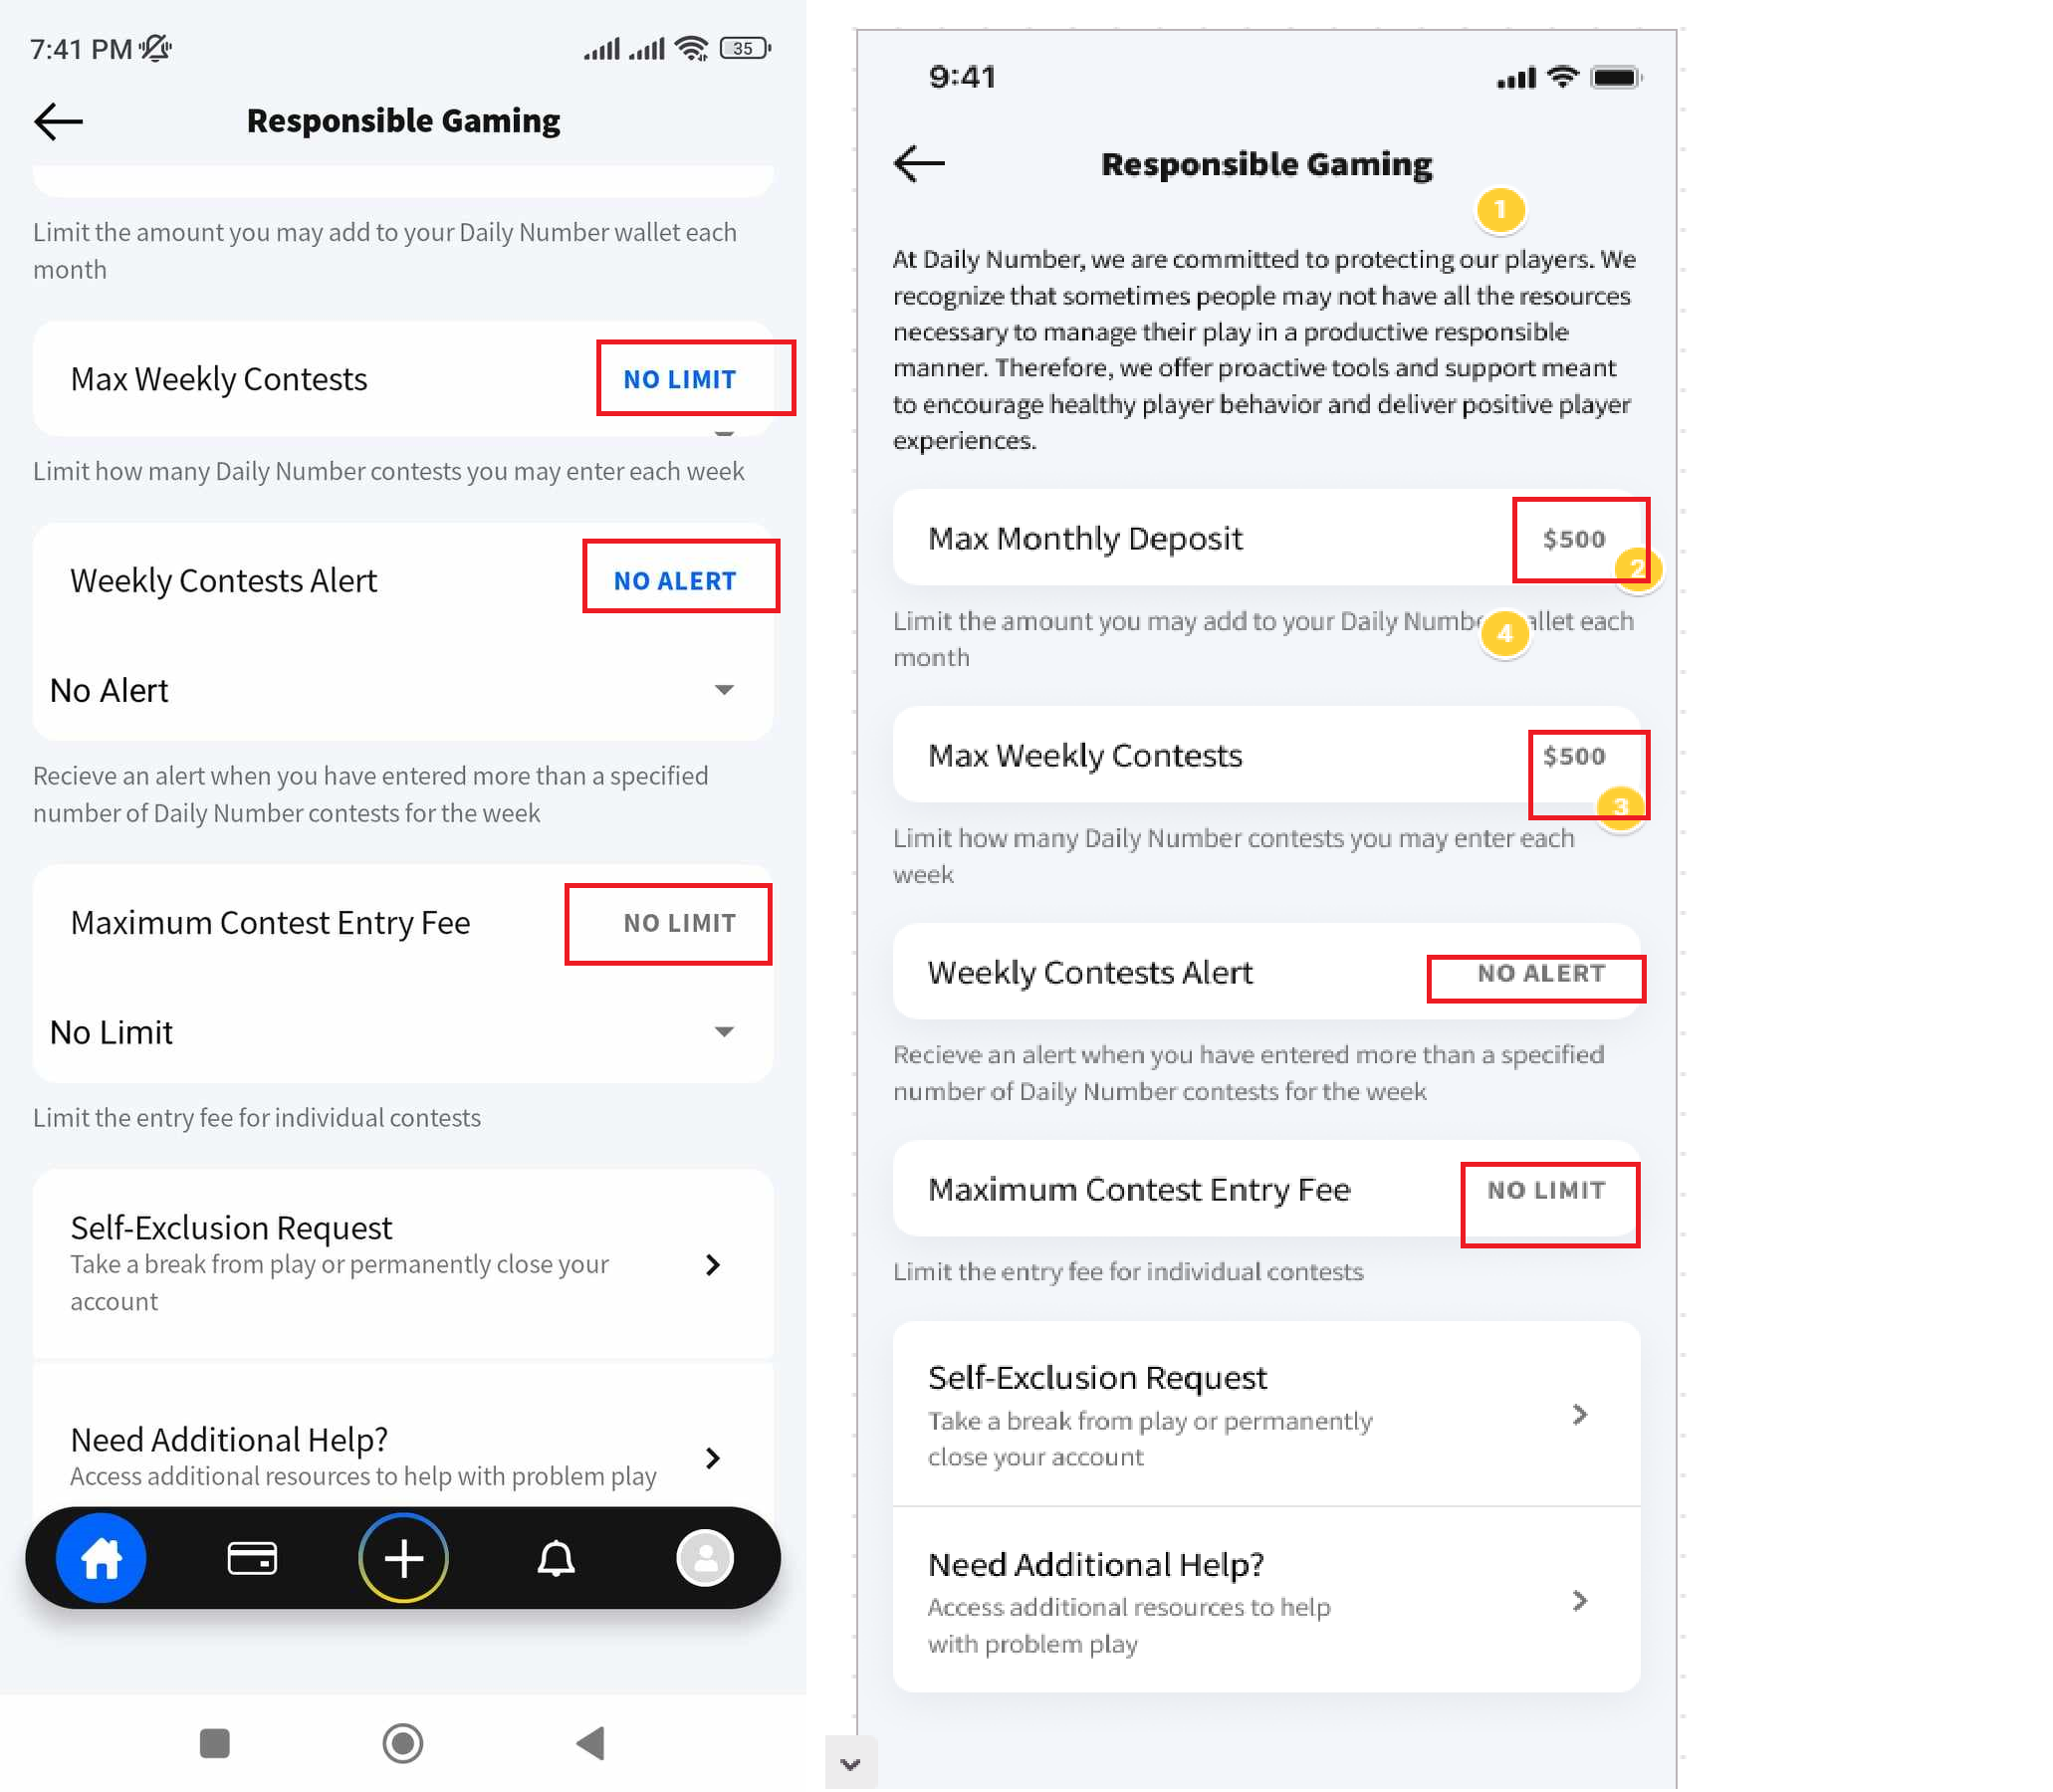 7:41 PM
35
Responsible Gaming
Limit the amount you may add to your Daily Number wallet each
month
Max Weekly Contests
NO LIMIT
Limit how many Daily Number contests you may enter each week
Weekly Contests Alert
NO ALERT
No Alert
Recieve an alert when you have entered more than a specified
number of Daily Number contests for the week
Maximum Contest Entry Fee
NO LIMIT
No Limit
Limit the entry fee for individual contests
Self-Exclusion Request
Take a break from play or permanently close your
account
Need Additional Help?
Access additional resources to help with problem play
9:41
Responsible Gaming
1
At Daily Number, we are committed to protecting our players. We
recognize that sometimes people may not have all the resources
necessary to manage their play in a productive responsible
manner. Therefore, we offer proactive tools and support meant
to encourage healthy player behavior and deliver positive player
experiences.
Max Monthly Deposit
$500
2
Limit the amount you may add to your Daily Number wallet each
month
4
Max Weekly Contests
$500
3
Limit how many Daily Number contests you may enter each
week
Weekly Contests Alert
NO ALERT
Recieve an alert when you have entered more than a specified
number of Daily Number contests for the week
Maximum Contest Entry Fee
NO LIMIT
Limit the entry fee for individual contests
Self-Exclusion Request
Take a break from play or permanently
close your account
Need Additional Help?
Access additional resources to help
with problem play